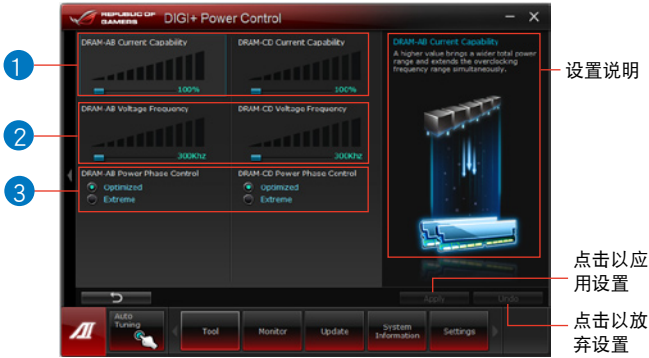 REPUBLIC OF GAMERS DIGI+ Power Control
1
DRAM-AB Current Capability
100%
DRAM-CD Current Capability
100%
2
DRAM-AB Voltage Frequency
300Khz
DRAM-CD Voltage Frequency
300Khz
3
DRAM-AB Power Phase Control
Optimized
Extreme
DRAM-CD Power Phase Control
Optimized
Extreme
DRAM-AB Current Capability
A higher value brings a wider total power
range and extends the overclocking
frequency range simultaneously.
设置说明
Apply
Undo
点击以应
用设置
点击以放
弃设置
Auto
Tuning
Tool
Monitor
Update
System
Information
Settings